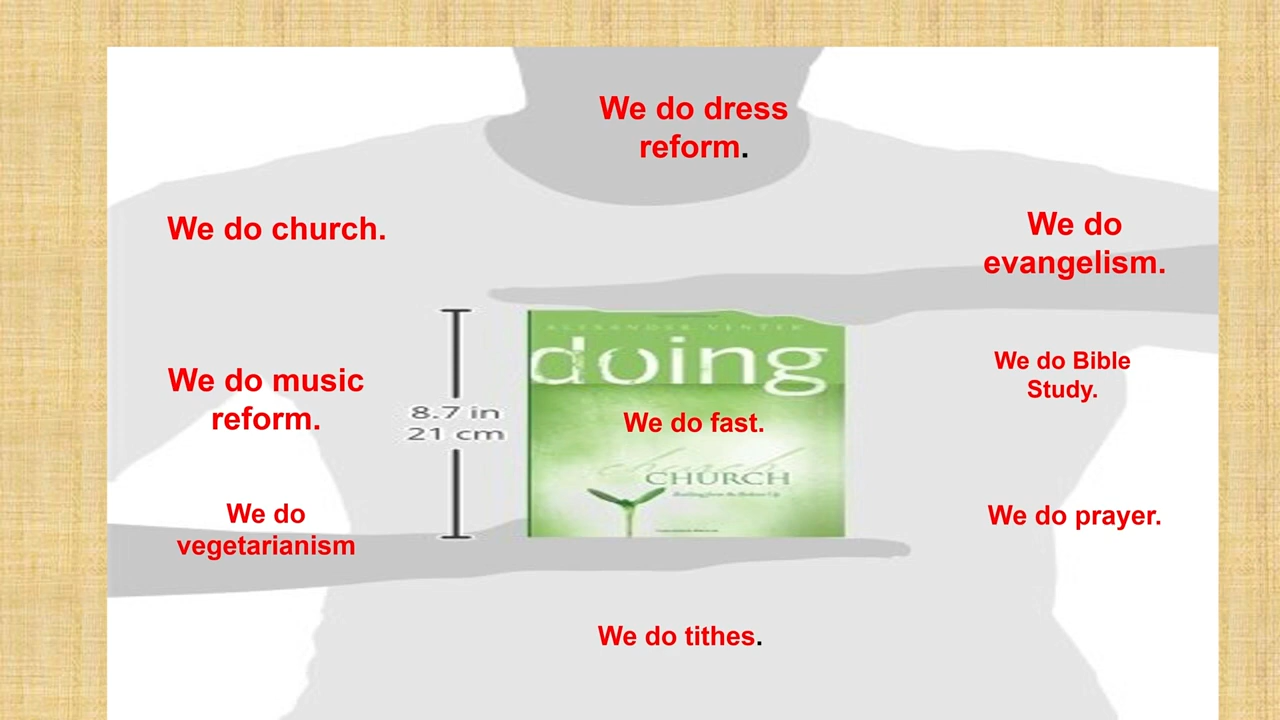 We do dress
reform.
We do church.
We do
evangelism.
ALEXANDER VENTER
doing
We do Bible
Study.
We do music
reform.
8.7 in
21 cm
We do fast.
church
CHURCH
We do
vegetarianism
We do prayer.
We do tithes.